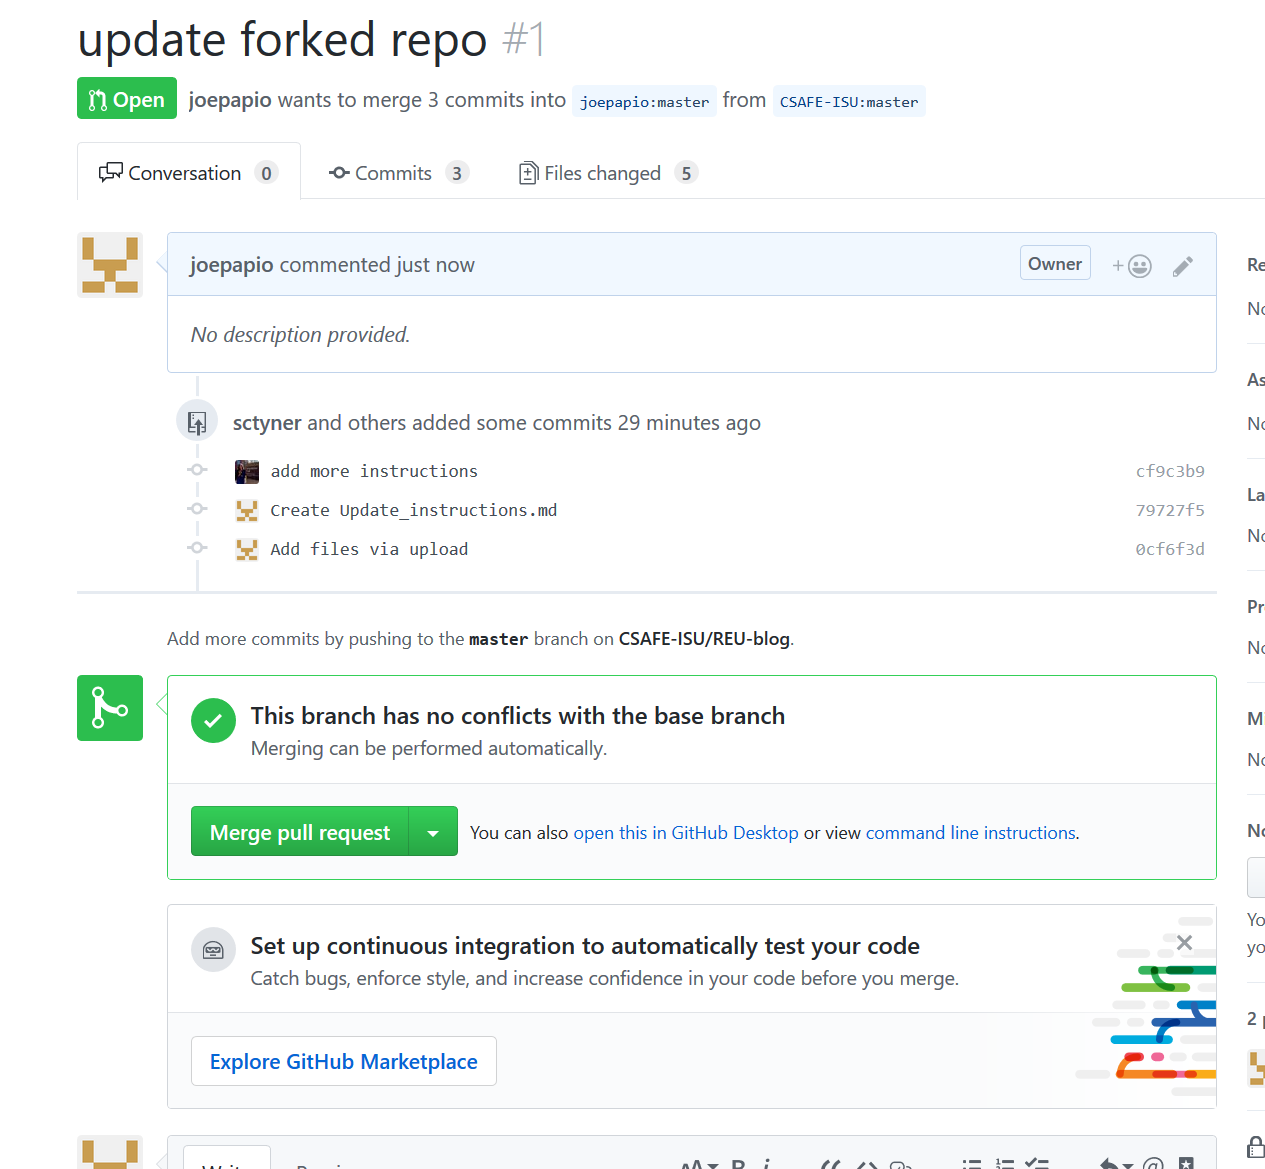 update forked repo #1
Open joepapio wants to merge 3 commits into joepapio:master from CSAFE-ISU:master
Conversation 0 Commits 3 Files changed 5
joepapio commented just now Owner
No description provided.
sctyner and others added some commits 29 minutes ago
add more instructions cf9c3b9
Create Update_instructions.md 79727f5
Add files via upload 0cf6f3d
Add more commits by pushing to the master branch on CSAFE-ISU/REU-blog.
This branch has no conflicts with the base branch
Merging can be performed automatically.
Merge pull request You can also open this in GitHub Desktop or view command line instructions.
Set up continuous integration to automatically test your code
Catch bugs, enforce style, and increase confidence in your code before you merge.
Explore GitHub Marketplace
Re
No
As
No
La
No
Pr
No
Mi
No
No
Yo
yo
2